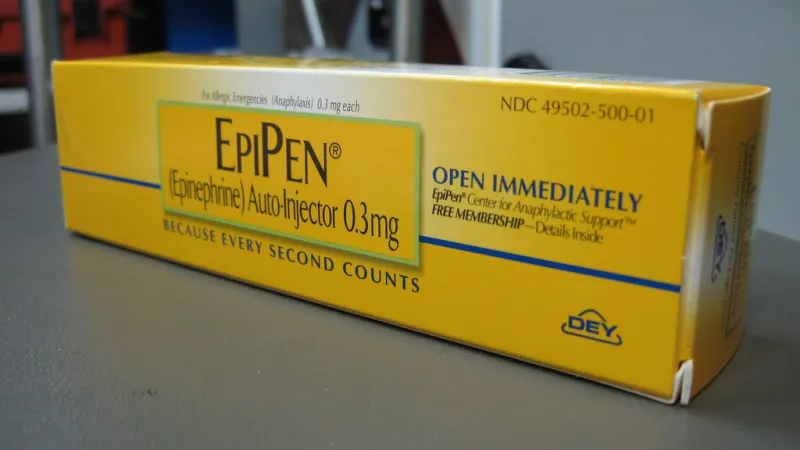 For Allergic Emergencies (Anaphylaxis) 0.3 mg each
EPIPEN®
(Epinephrine) Auto-Injector 0.3mg
BECAUSE EVERY SECOND COUNTS
NDC 49502-500-01
OPEN IMMEDIATELY
EpiPen® Center for Anaphylactic Support™
FREE MEMBERSHIP—Details Inside
DEY
DEY